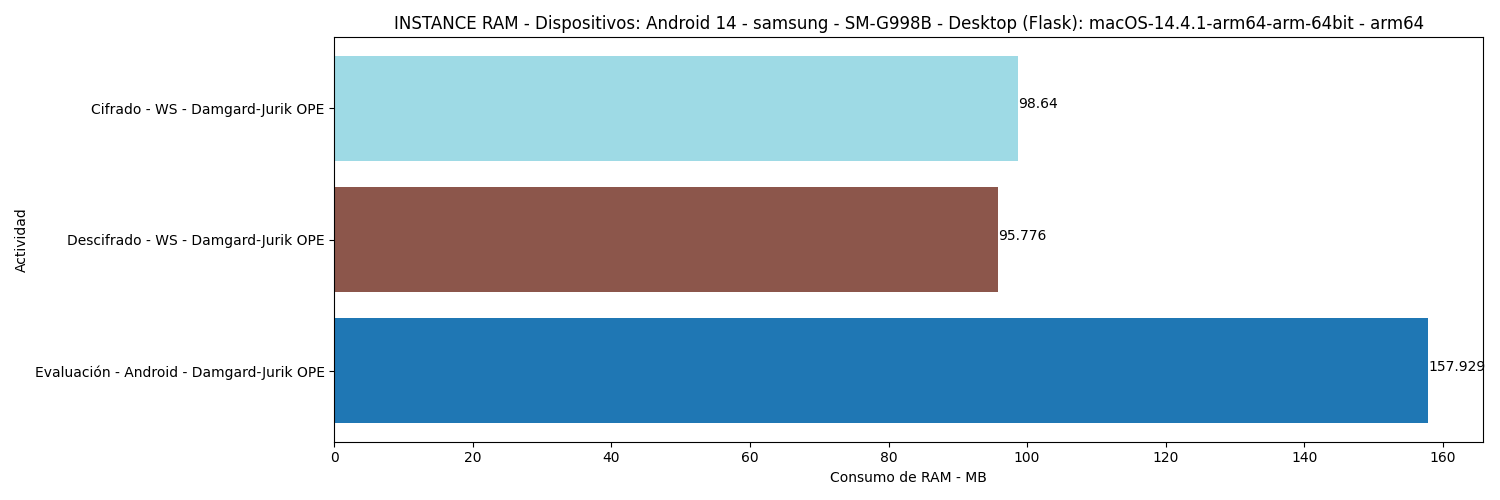 INSTANCE RAM - Dispositivos: Android 14 - samsung - SM-G998B - Desktop (Flask): macOS-14.4.1-arm64-arm-64bit - arm64
Actividad
Cifrado - WS - Damgard-Jurik OPE
98.64
Descifrado - WS - Damgard-Jurik OPE
95.776
Evaluación - Android - Damgard-Jurik OPE
157.929
0 20 40 60 80 100 120 140 160
Consumo de RAM - MB